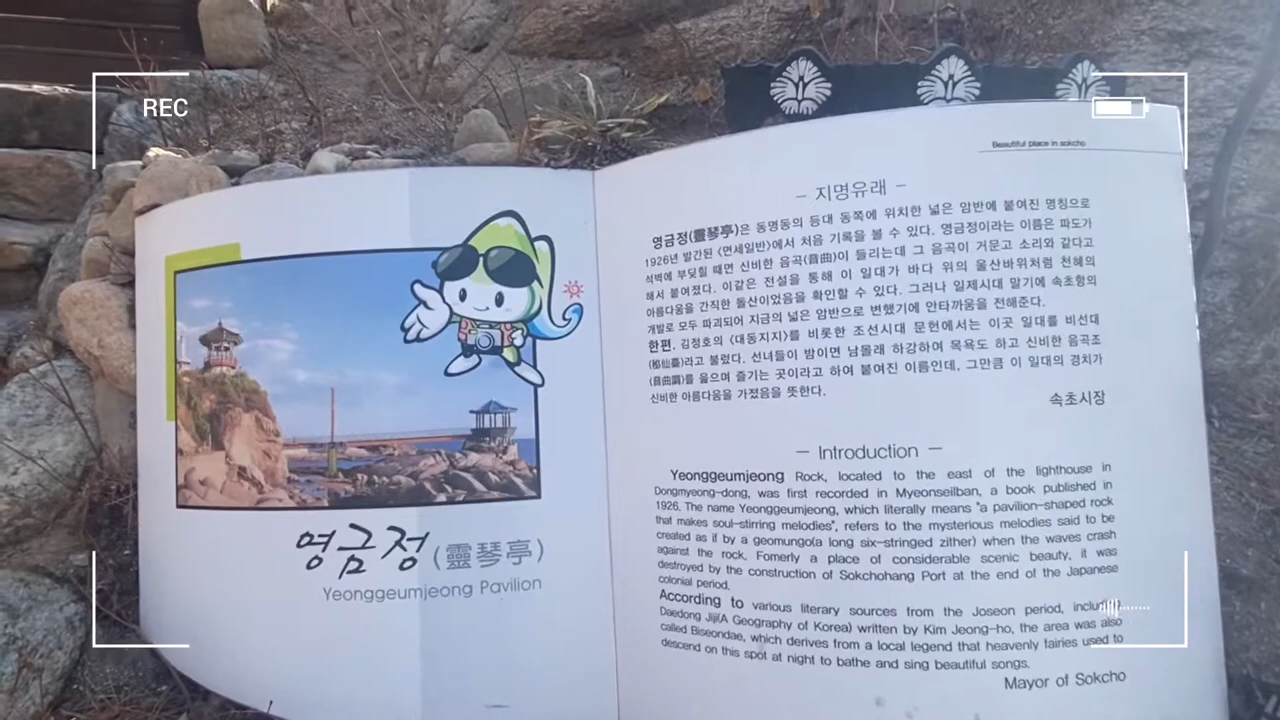 REC
영금정(靈琴亭)
Yeonggeumjeong Pavilion
Beautiful place in sokcho
- 지명유래 -
영금정(靈琴亭)은 동명동의 등대 동쪽에 위치한 넓은 암반에 붙여진 명칭으로
1926년 발간된 〈면세일반〉에서 처음 기록을 볼 수 있다. 영금정이라는 이름은 파도가
석벽에 부딪힐 때면 신비한 음곡(音曲)이 들리는데 그 음곡이 거문고 소리와 같다고
해서 붙여졌다. 이같은 전설을 통해 이 일대가 바다 위의 울산바위처럼 천혜의
아름다움을 간직한 돌산이었음을 확인할 수 있다. 그러나 일제시대 말기에 속초항의
개발로 모두 파괴되어 지금의 넓은 암반으로 변했기에 안타까움을 전해준다.
한편, 김정호의 〈대동지지〉를 비롯한 조선시대 문헌에서는 이곳 일대를 비선대
(秘仙臺)라고 불렀다. 선녀들이 밤이면 남몰래 하강하여 목욕도 하고 신비한 음곡조
(音曲調)를 읊으며 즐기는 곳이라고 하여 붙여진 이름인데, 그만큼 이 일대의 경치가
신비한 아름다움을 가졌음을 뜻한다.
속초시장
- Introduction -
Yeonggeumjeong Rock, located to the east of the lighthouse in
Dongmyeong-dong, was first recorded in Myeonseilban, a book published in
1926. The name Yeonggeumjeong, which literally means "a pavilion-shaped rock
that makes soul-stirring melodies", refers to the mysterious melodies said to be
created as if by a geomungo(a long six-stringed zither) when the waves crash
against the rock. Fomerly a place of considerable scenic beauty, it was
destroyed by the construction of Sokchohang Port at the end of the Japanese
colonial period.
According to various literary sources from the Joseon period, including
Daedong Jiji(A Geography of Korea) written by Kim Jeong-ho, the area was also
called Biseondae, which derives from a local legend that heavenly fairies used to
descend on this spot at night to bathe and sing beautiful songs.
Mayor of Sokcho